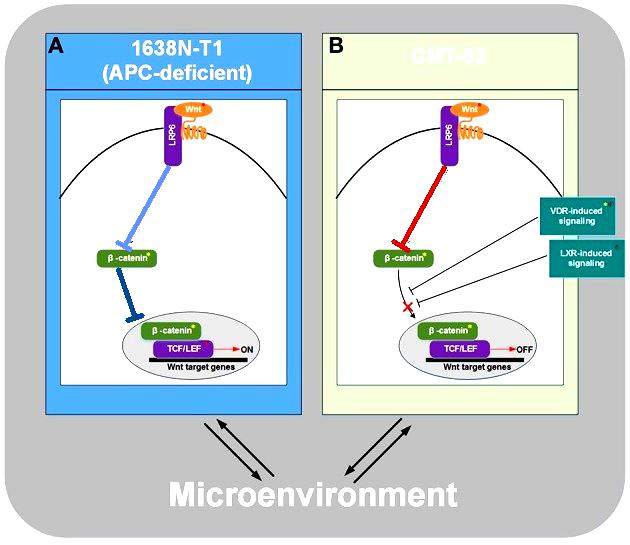 A
1638N-T1
(APC-deficient)
Wnt
LRP6
β -catenin
β -catenin
TCF/LEF
ON
Wnt target genes
B
CMT-93
Wnt
LRP6
VDR-induced
signaling
LXR-induced
signaling
β -catenin
β -catenin
TCF/LEF
OFF
Wnt target genes
Microenvironment